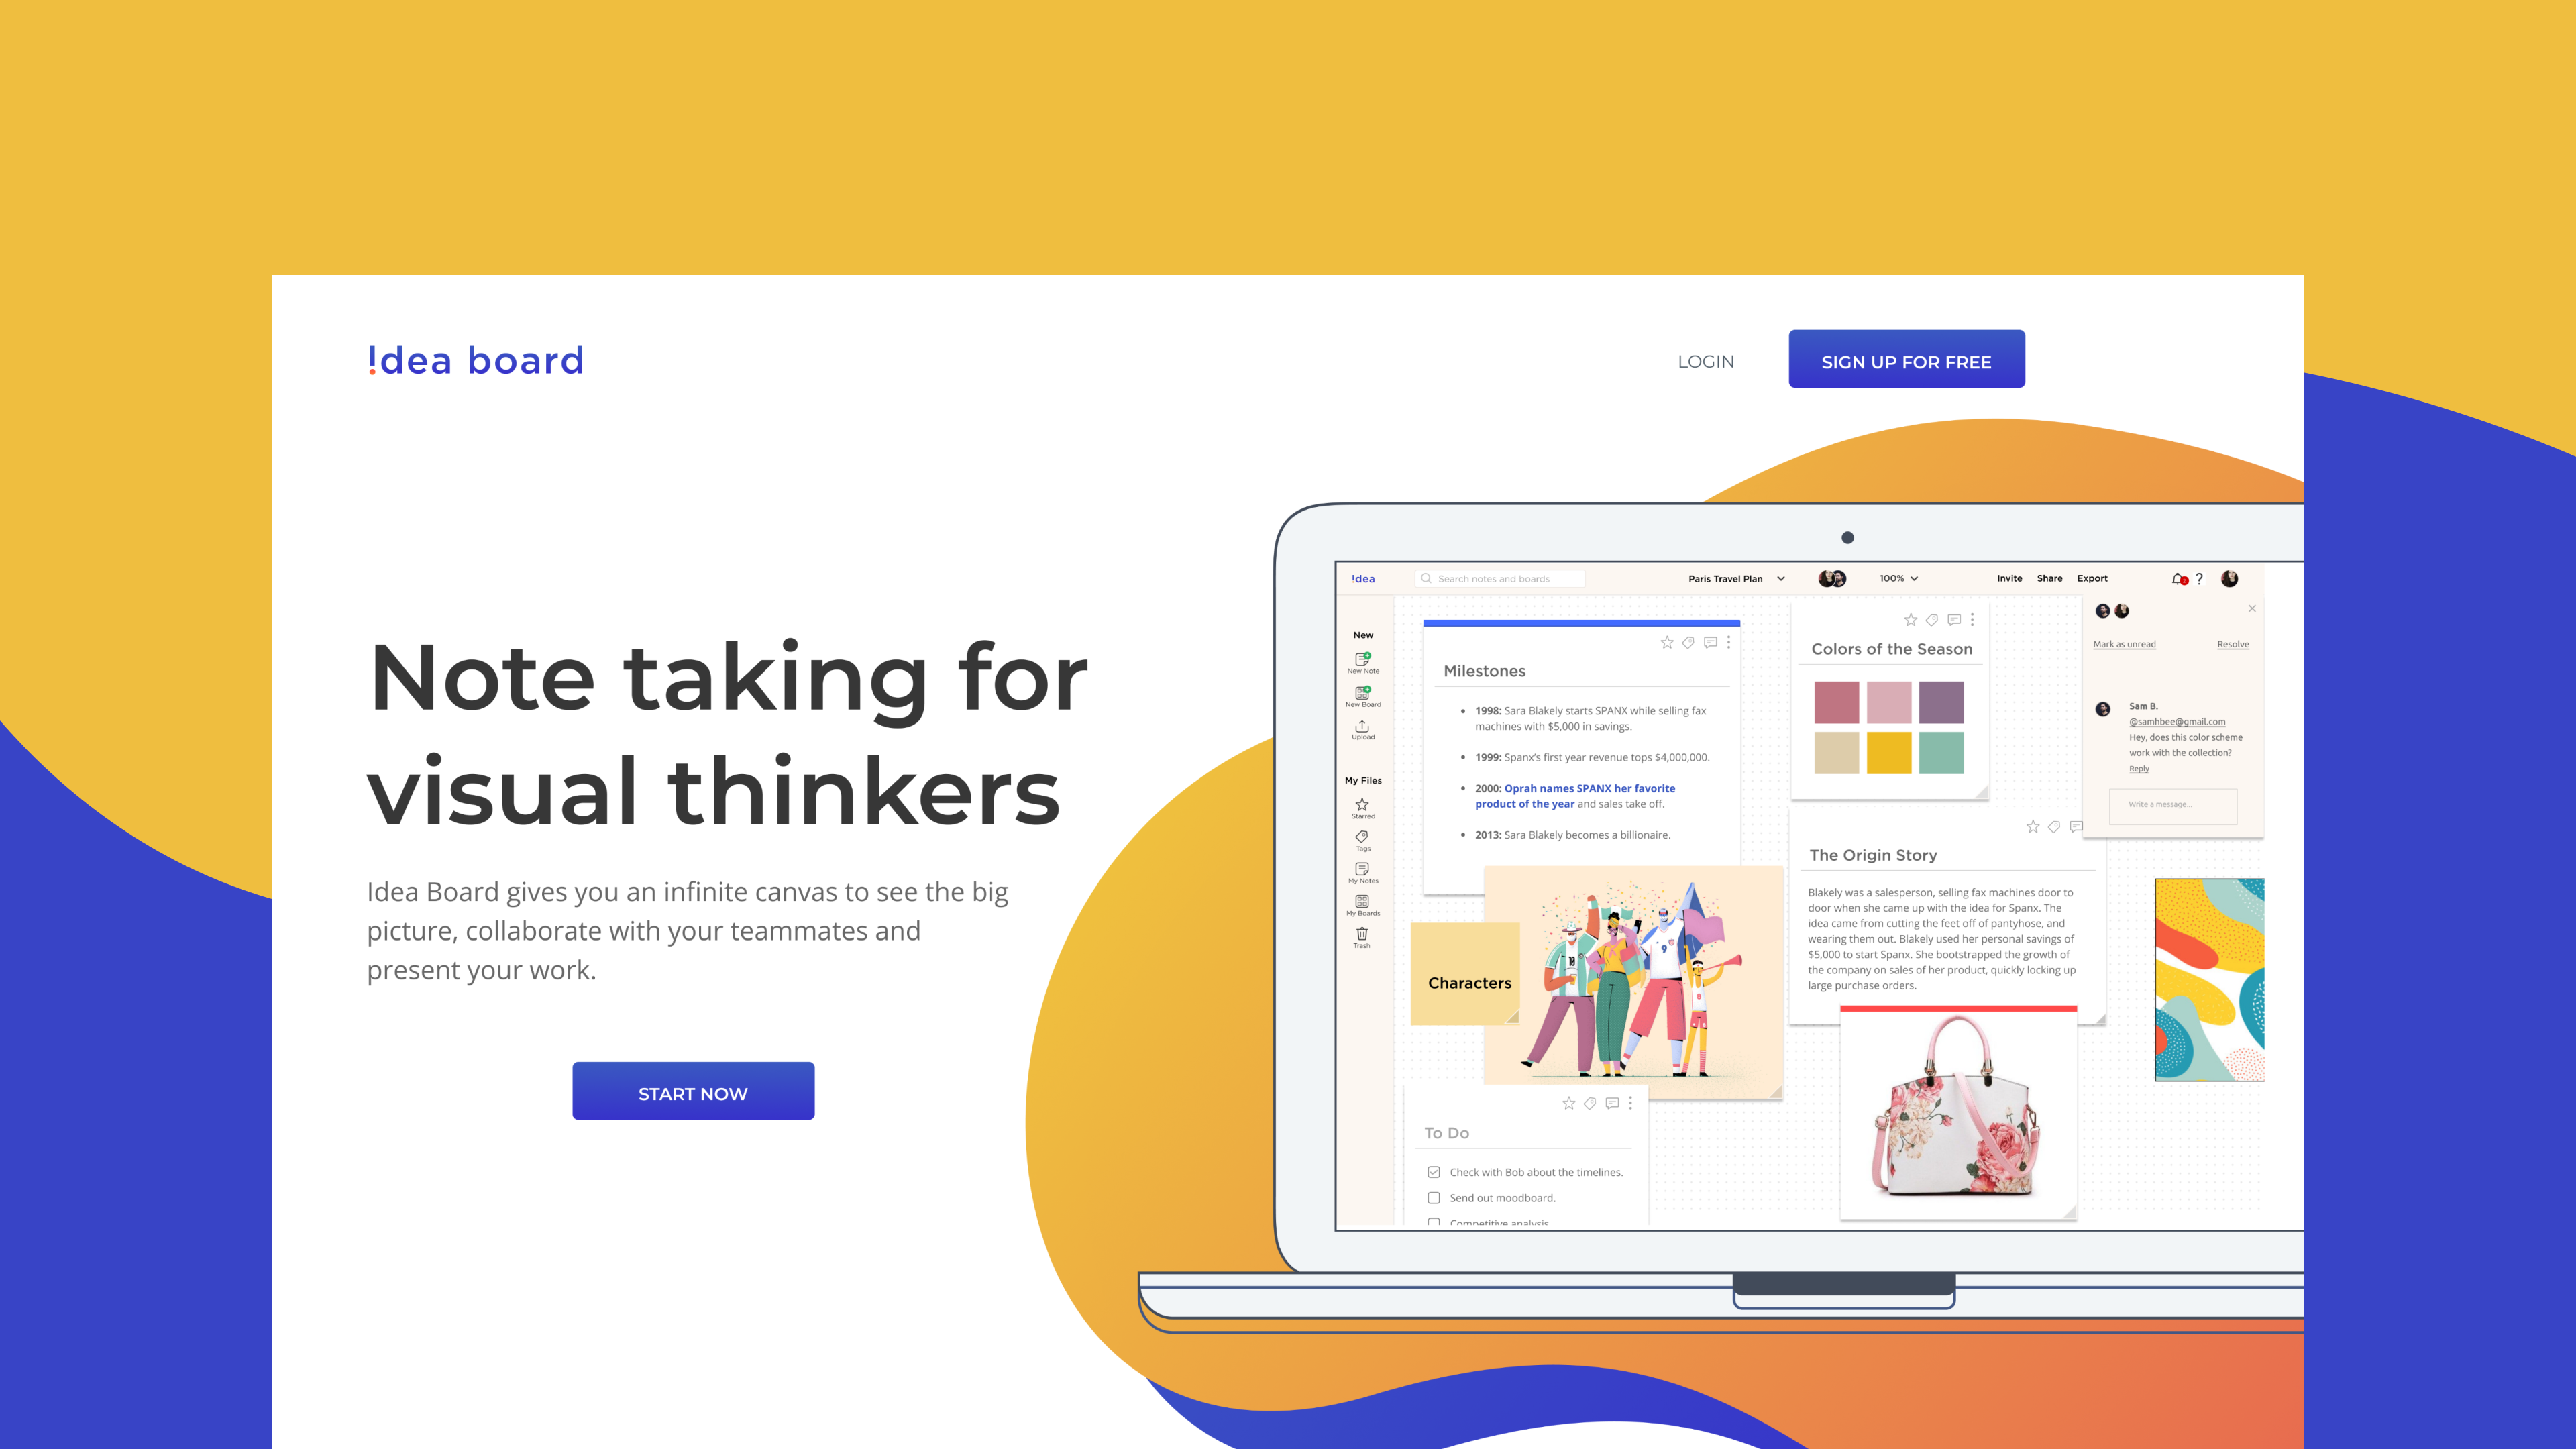 !dea board
LOGIN
SIGN UP FOR FREE
Note taking for
visual thinkers
Idea Board gives you an infinite canvas to see the big
picture, collaborate with your teammates and
present your work.
START NOW
!dea
Search notes and boards
Paris Travel Plan
100%
Invite
Share
Export
?
New
New Note
New Board
Upload
My Files
Starred
Tags
My Notes
My Boards
Trash
Milestones
1998: Sara Blakely starts SPANX while selling fax
machines with $5,000 in savings.
1999: Spanx's first year revenue tops $4,000,000.
2000: Oprah names SPANX her favorite
product of the year and sales take off.
2013: Sara Blakely becomes a billionaire.
Colors of the Season
Mark as unread
Resolve
Sam B.
@samhbee@gmail.com
Hey, does this color scheme
work with the collection?
Reply
Write a message...
The Origin Story
Blakely was a salesperson, selling fax machines door to
door when she came up with the idea for Spanx. The
idea came from cutting the feet off of pantyhose, and
wearing them out. Blakely used her personal savings of
$5,000 to start Spanx. She bootstrapped the growth of
the company on sales of her product, quickly locking up
large purchase orders.
Characters
10
9
To Do
Check with Bob about the timelines.
Send out moodboard.
Competitive analysis